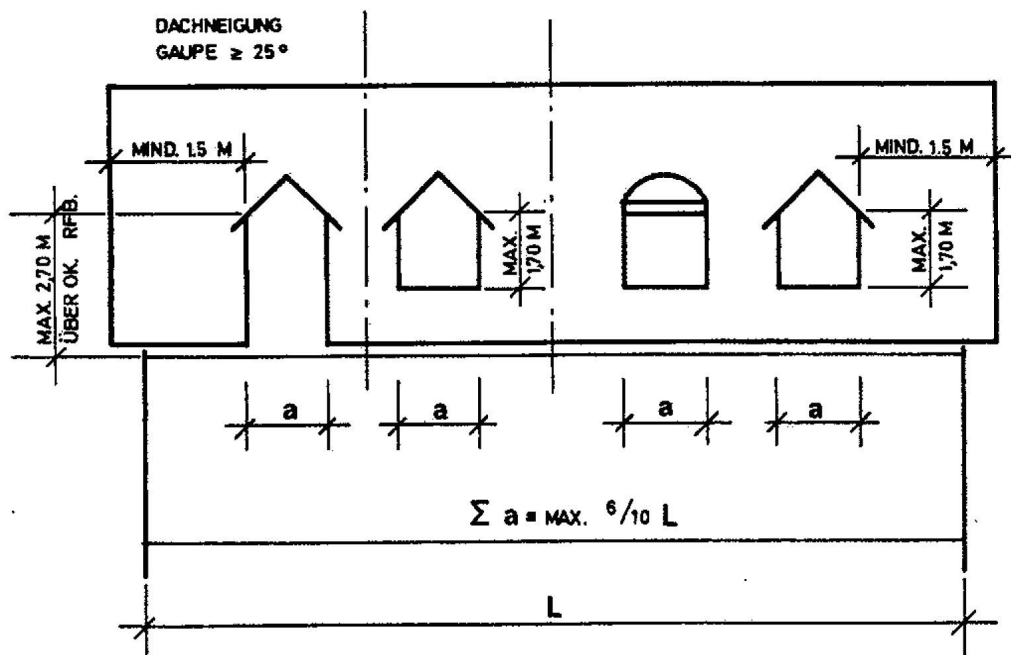 DACHNEIGUNG
GAUPE ≥ 25°
MIND. 1.5 M
MIND. 1.5 M
MAX 2,70 M
ÜBER OK. RFB.
MAX.
1,70 M
MAX.
1,70 M
a
a
a
a
Σ a = MAX. 6/10 L
L